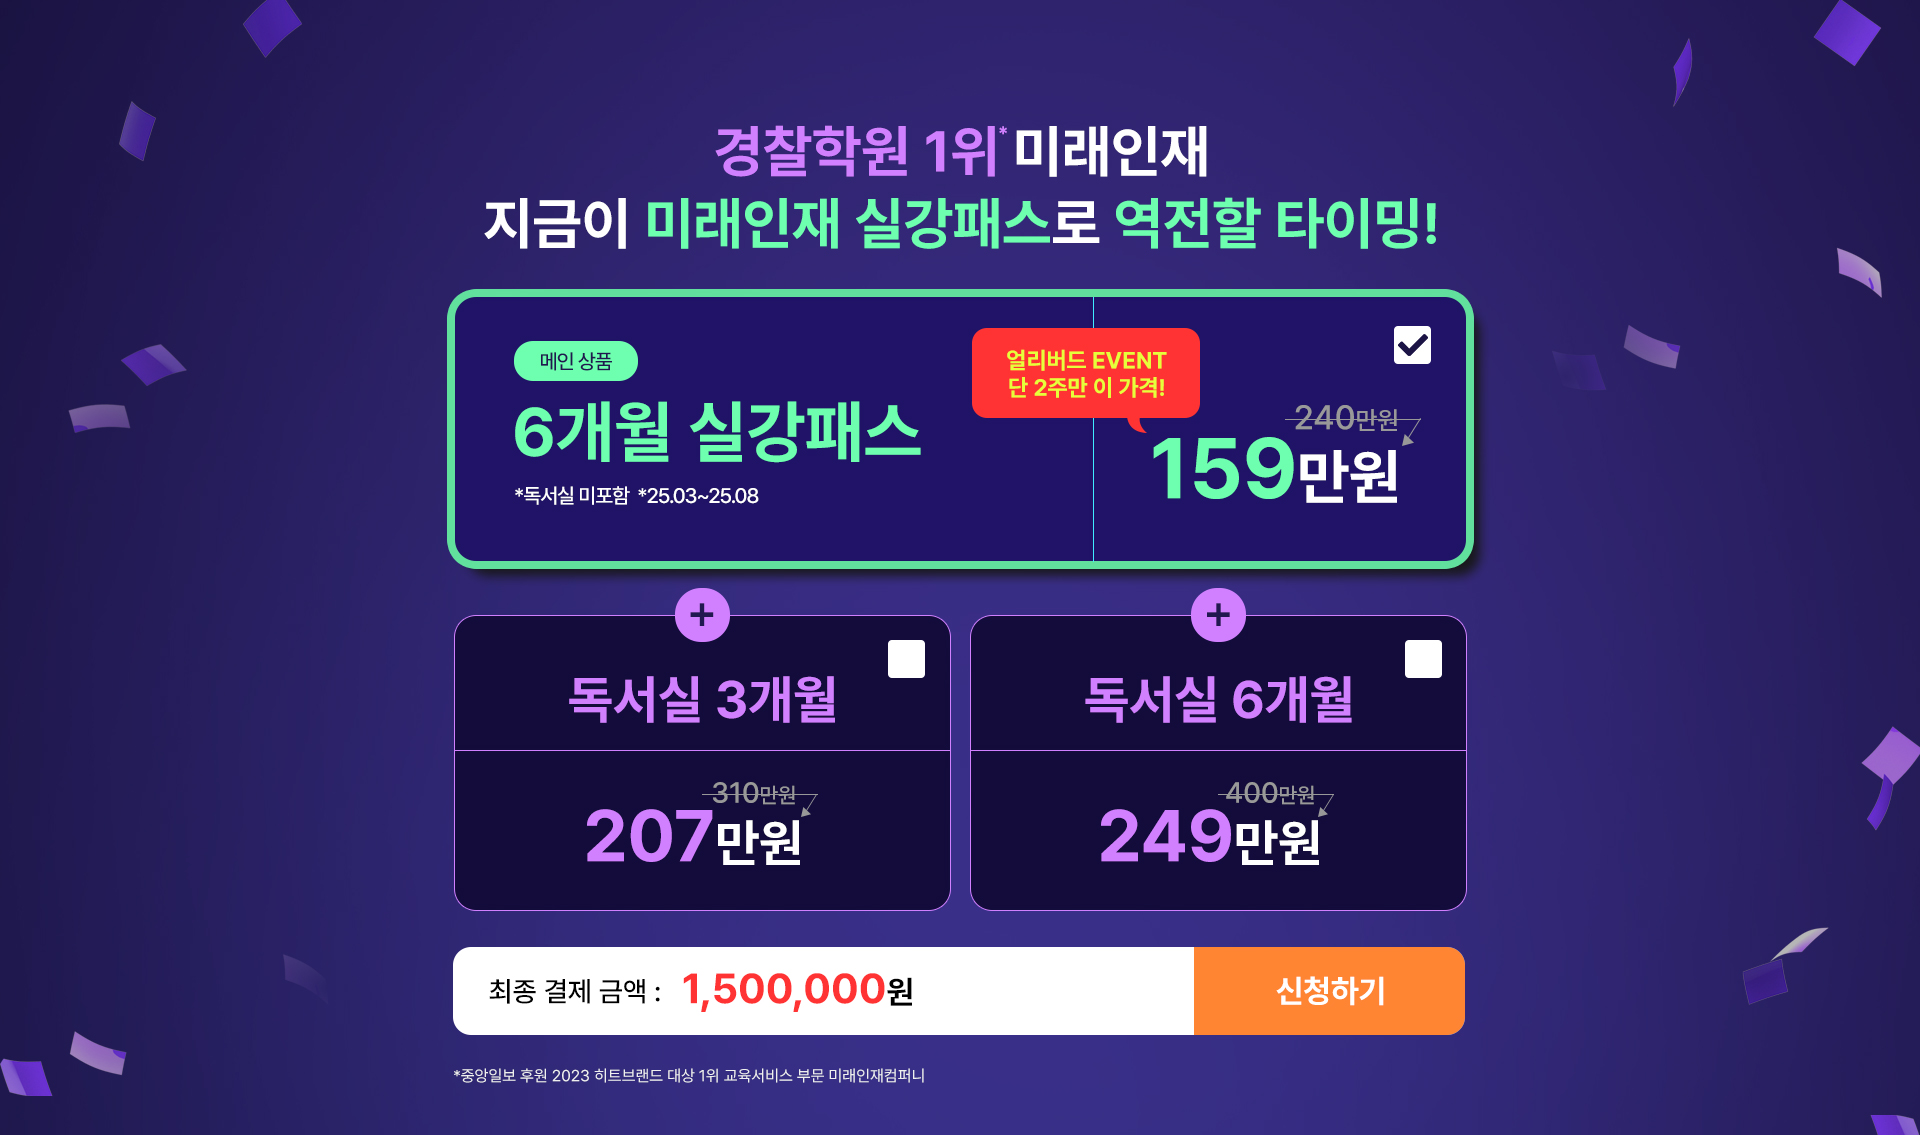 경찰학원 1위* 미래인재
지금이 미래인재 실강패스로 역전할 타이밍!
메인 상품
6개월 실강패스
*독서실 미포함 *25.03~25.08
얼리버드 EVENT
단 2주만 이 가격!
240만원
159만원
+
독서실 3개월
310만원
207만원
+
독서실 6개월
400만원
249만원
최종 결제 금액 : 1,500,000원
신청하기
*중앙일보 후원 2023 히트브랜드 대상 1위 교육서비스 부문 미래인재컴퍼니